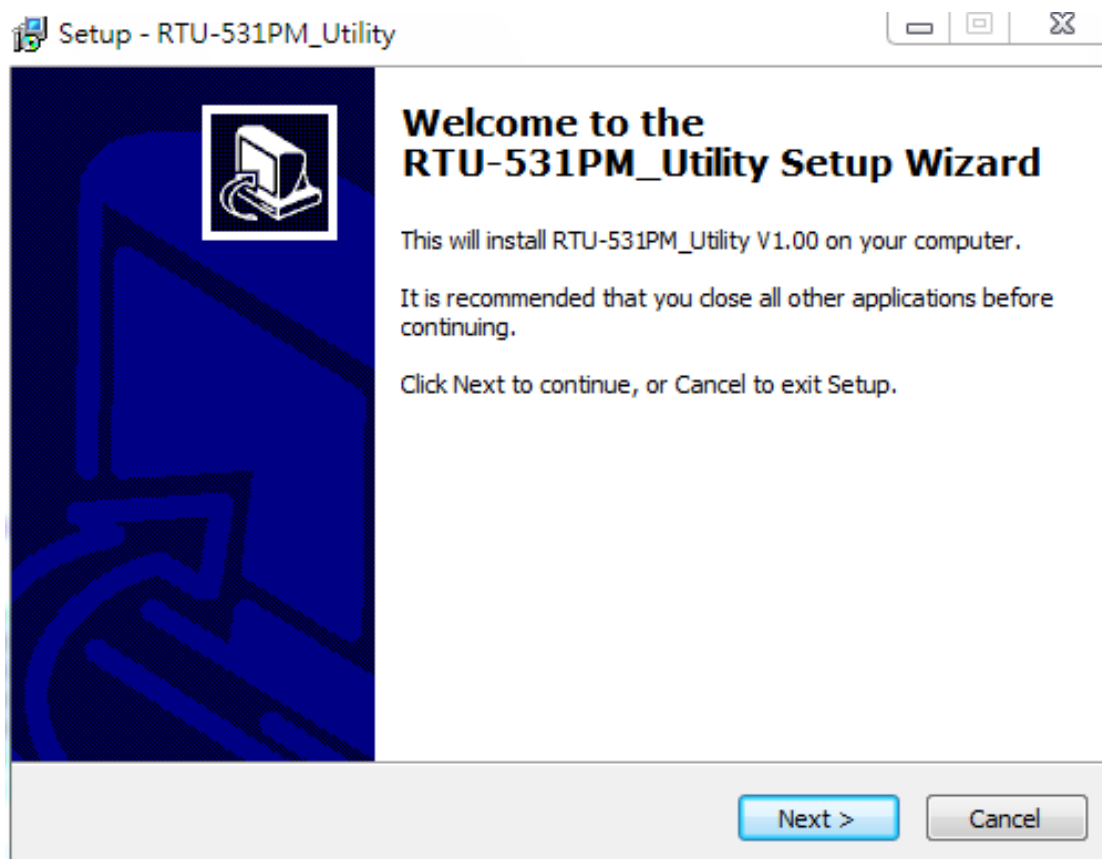 Setup - RTU-531PM_Utility
Welcome to the
RTU-531PM_Utility Setup Wizard
This will install RTU-531PM_Utility V1.00 on your computer.
It is recommended that you close all other applications before
continuing.
Click Next to continue, or Cancel to exit Setup.
Next >
Cancel